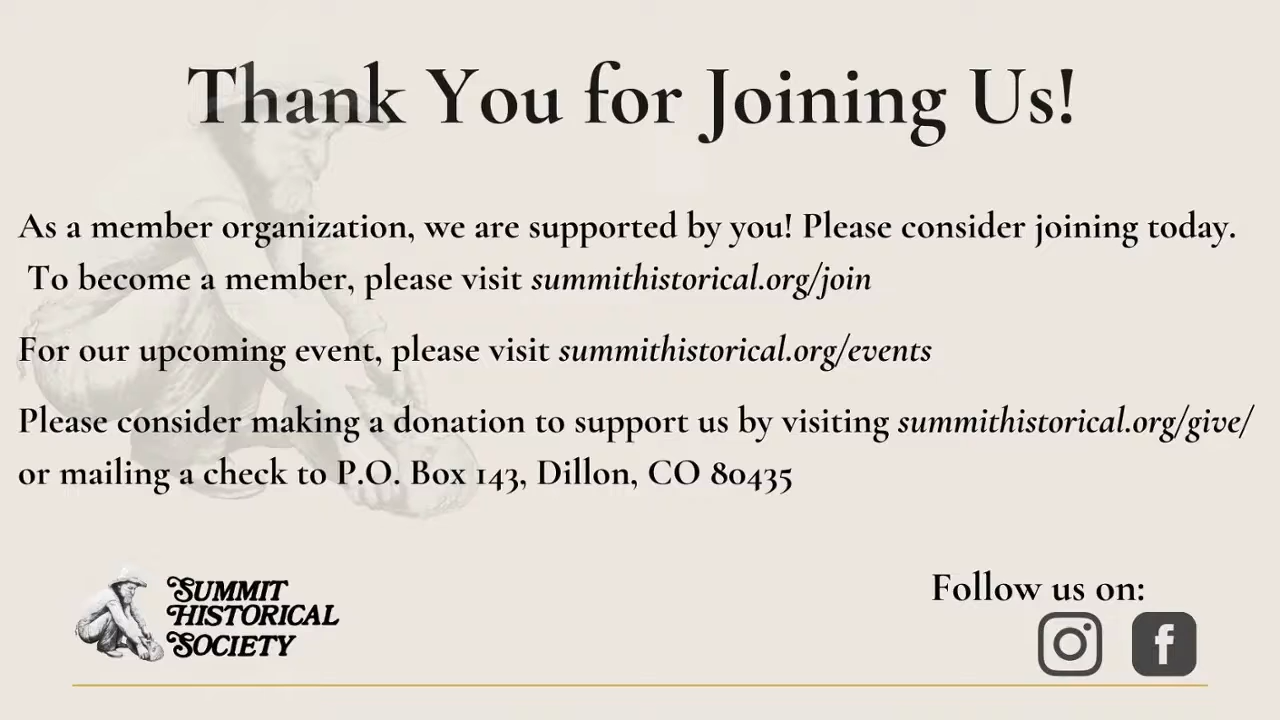 Thank You for Joining Us!
As a member organization, we are supported by you! Please consider joining today.
To become a member, please visit summithistorical.org/join
For our upcoming event, please visit summithistorical.org/events
Please consider making a donation to support us by visiting summithistorical.org/give/
or mailing a check to P.O. Box 143, Dillon, CO 80435
SUMMIT
HISTORICAL
SOCIETY
Follow us on: